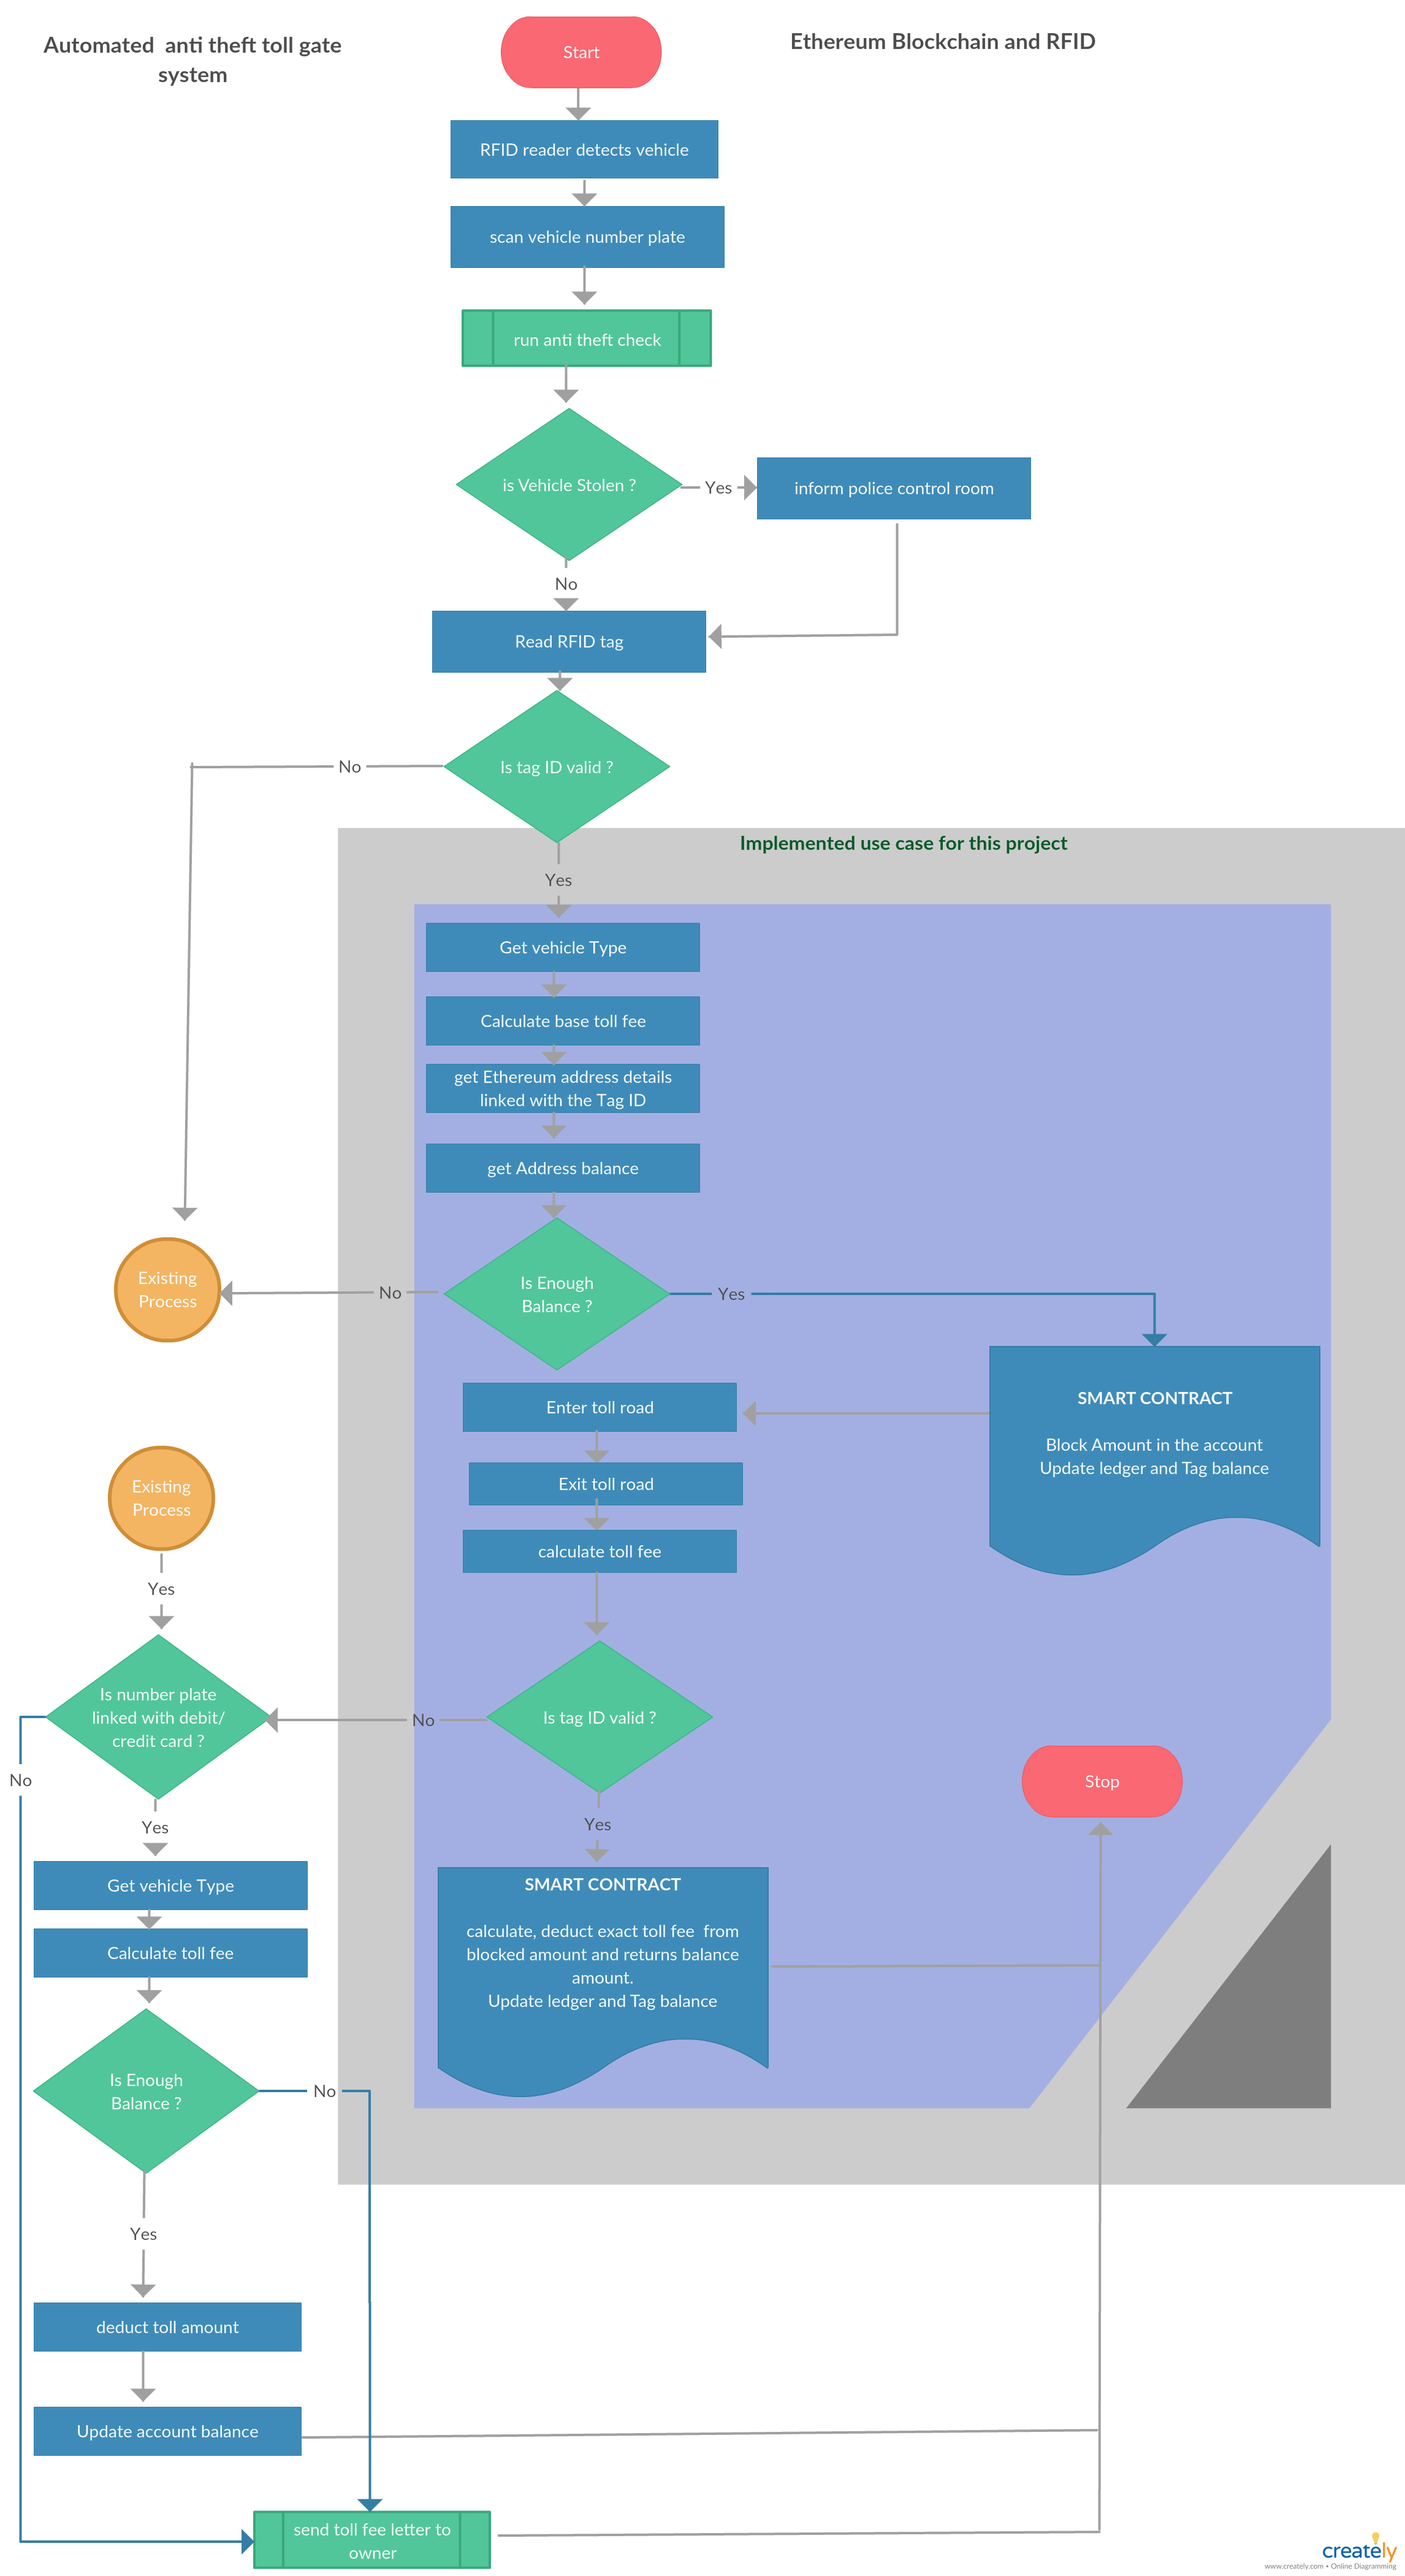 Automated  anti theft toll gate
system
Ethereum Blockchain and RFID
Start
RFID reader detects vehicle
scan vehicle number plate
run anti theft check
is Vehicle Stolen ?
Yes
inform police control room
No
Read RFID tag
Is tag ID valid ?
No
Implemented use case for this project
Yes
Get vehicle Type
Calculate base toll fee
get Ethereum address details
linked with the Tag ID
get Address balance
Is Enough
Balance ?
No
Existing
Process
Yes
SMART CONTRACT
Block Amount in the account
Update ledger and Tag balance
Enter toll road
Exit toll road
calculate toll fee
Existing
Process
Yes
Is number plate
linked with debit/
credit card ?
No
Is tag ID valid ?
No
Yes
Stop
Yes
Get vehicle Type
Calculate toll fee
SMART CONTRACT
calculate, deduct exact toll fee  from
blocked amount and returns balance
amount.
Update ledger and Tag balance
Is Enough
Balance ?
No
Yes
deduct toll amount
Update account balance
send toll fee letter to
owner
creately
www.creately.com • Online Diagramming